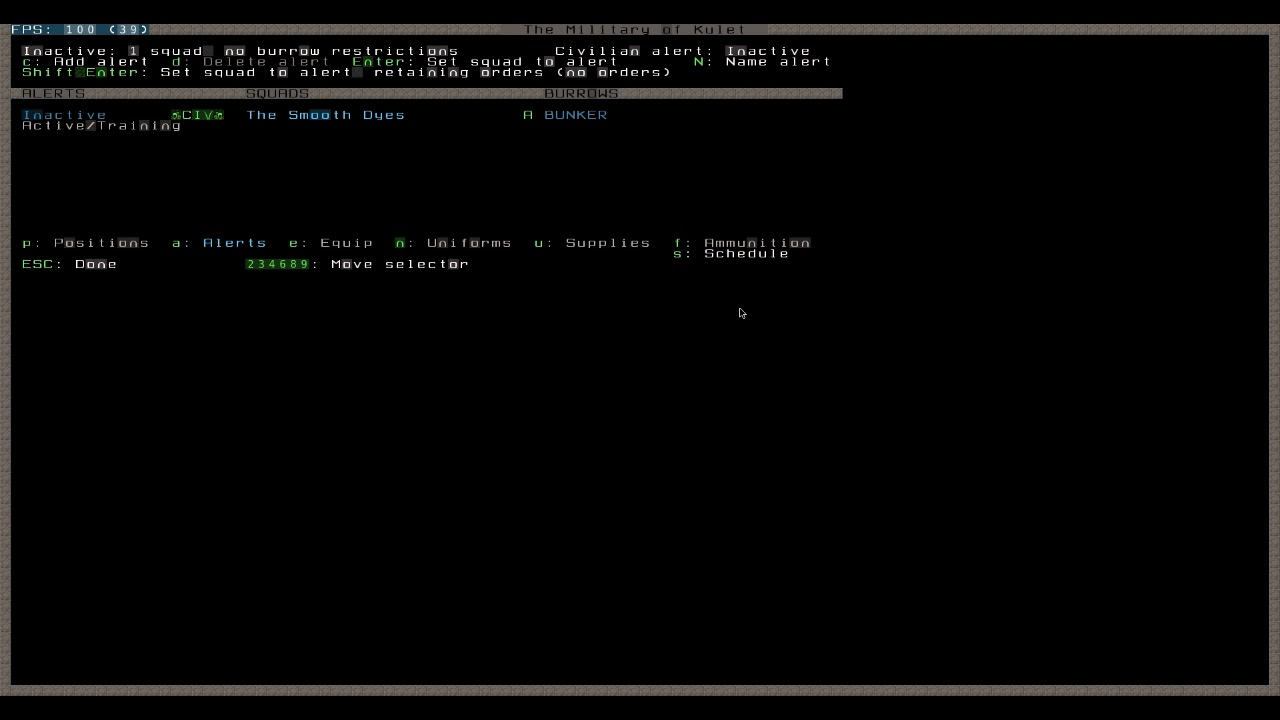 FPS: 100 (39)
The Military of Kulet
Inactive: 1 squad, no burrow restrictions Civilian alert: Inactive
c: Add alert d: Delete alert Enter: Set squad to alert N: Name alert
Shift+Enter: Set squad to alert, retaining orders (no orders)
ALERTS SQUADS BURROWS
Inactive CIV The Smooth Dyes A BUNKER
Active/Training
p: Positions a: Alerts e: Equip n: Uniforms u: Supplies f: Ammunition
s: Schedule
ESC: Done 234689: Move selector